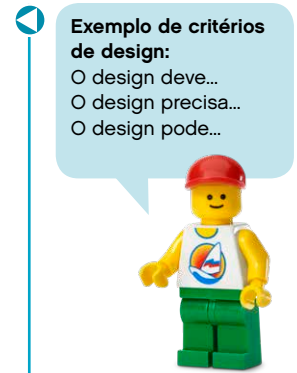 Exemplo de critérios
de design:
O design deve...
O design precisa...
O design pode...